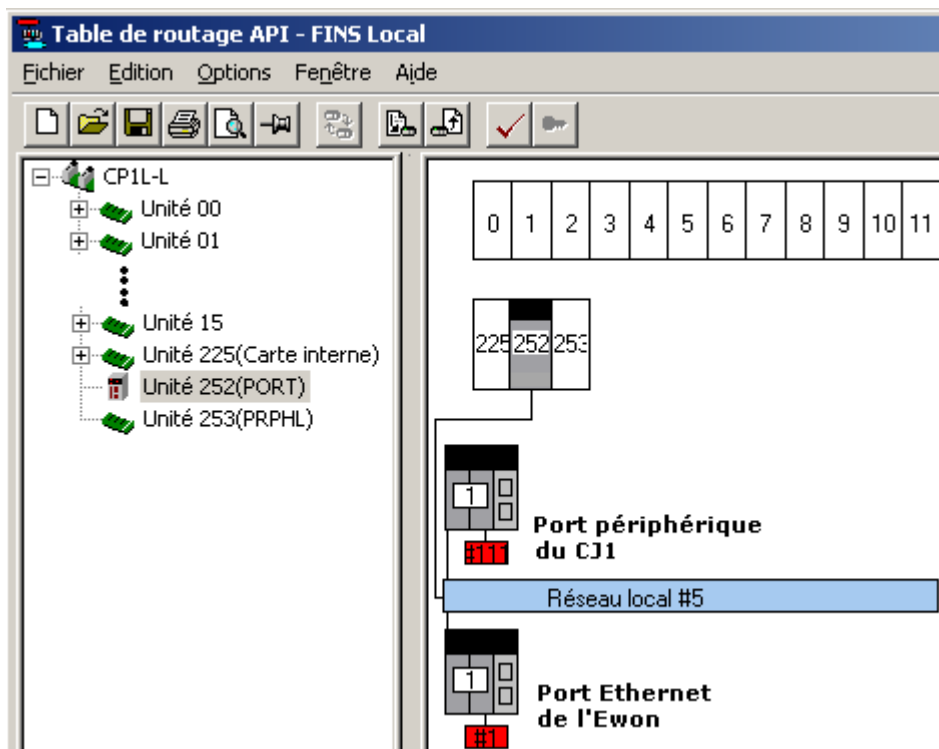 Table de routage API - FINS Local
Fichier Edition Options Fenêtre Aide
CP1L-L
Unité 00
Unité 01
Unité 15
Unité 225(Carte interne)
Unité 252(PORT)
Unité 253(PRPHL)
0 1 2 3 4 5 6 7 8 9 10 11
225 252 253
1
Port périphérique
du CJ1
#111
Réseau local #5
1
Port Ethernet
de l'Ewon
#1